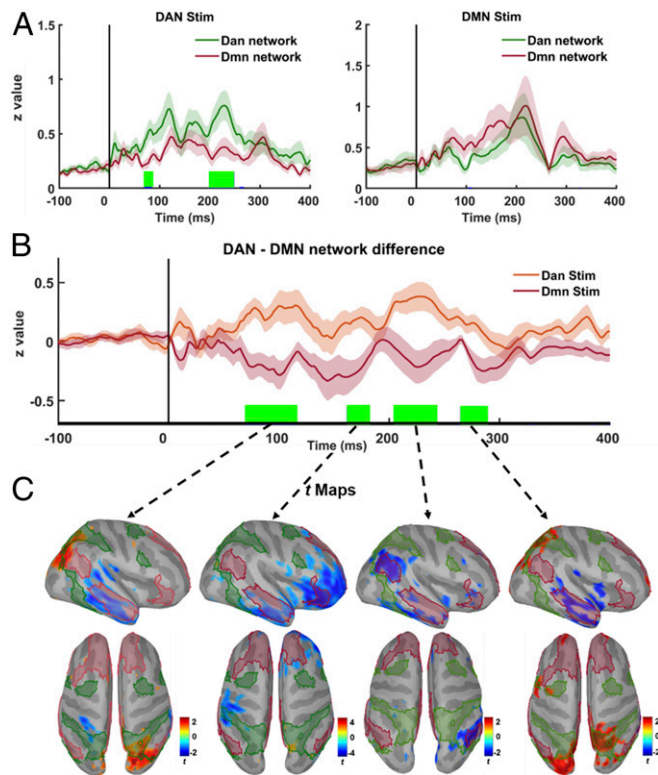 A
DAN Stim
1.5
1
0.5
0
z value
Dan network
Dmn network
-100 0 100 200 300 400
Time (ms)
DMN Stim
2
1.5
1
0.5
0
z value
Dan network
Dmn network
-100 0 100 200 300 400
Time (ms)
B
DAN - DMN network difference
0.5
0
-0.5
z value
Dan Stim
Dmn Stim
-100 0 100 200 300 400
Time (ms)
C
t Maps
2
0
-2
t
4
2
0
-2
-4
t
2
0
-2
t
2
0
-2
t